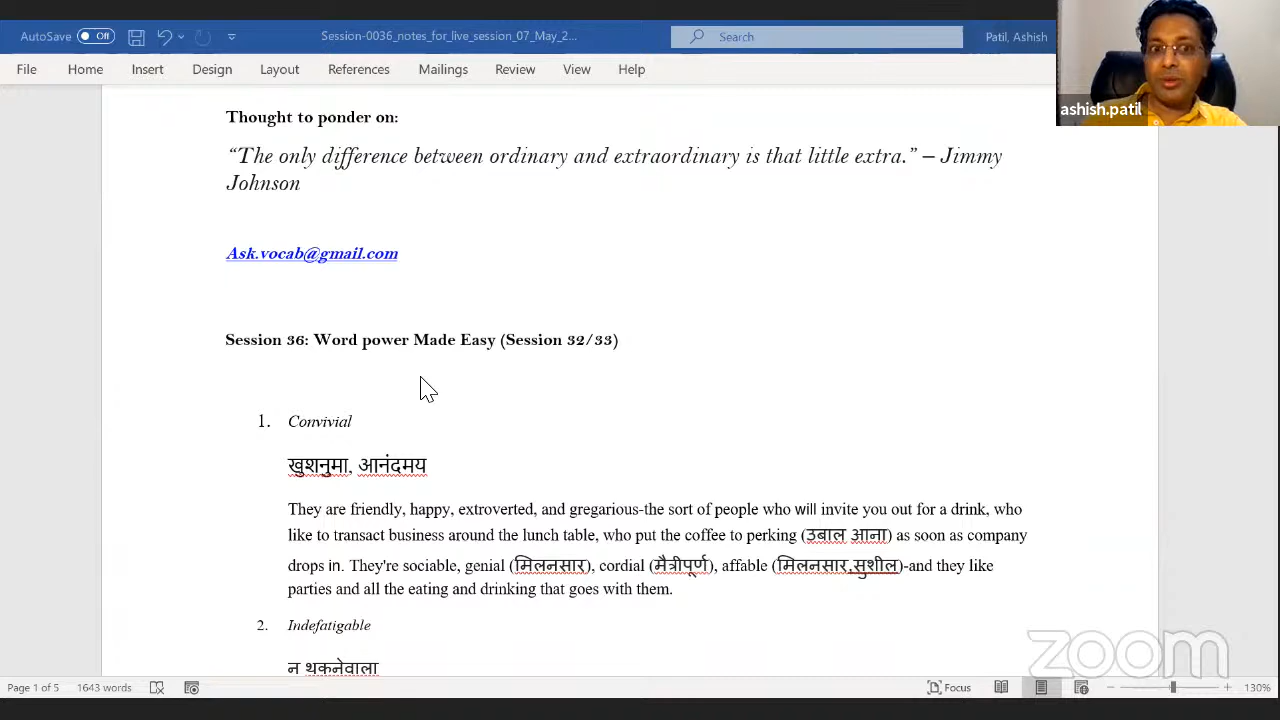 AutoSave Off Session-0036_notes_for_live_session_07_May_2... Search Patil, Ashish
File Home Insert Design Layout References Mailings Review View Help
ashish.patil
Thought to ponder on:
“The only difference between ordinary and extraordinary is that little extra.” – Jimmy
Johnson
Ask.vocab@gmail.com
Session 36: Word power Made Easy (Session 32/33)
1. Convivial
खुशनुमा, आनंदमय
They are friendly, happy, extroverted, and gregarious-the sort of people who will invite you out for a drink, who
like to transact business around the lunch table, who put the coffee to perking (उबाल आना) as soon as company
drops in. They're sociable, genial (मिलनसार), cordial (मैत्रीपूर्ण), affable (मिलनसार,सुशील)-and they like
parties and all the eating and drinking that goes with them.
2. Indefatigable
न थकनेवाला
zoom
Page 1 of 5 1643 words Focus 130%